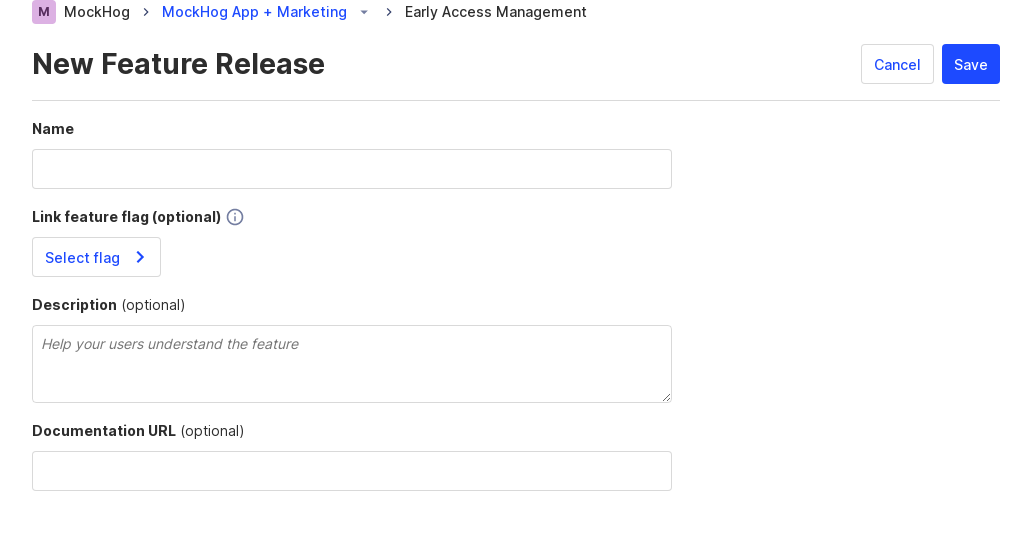 M MockHog MockHog App + Marketing Early Access Management
New Feature Release
Cancel Save
Name
Link feature flag (optional)
Select flag
Description (optional)
Help your users understand the feature
Documentation URL (optional)